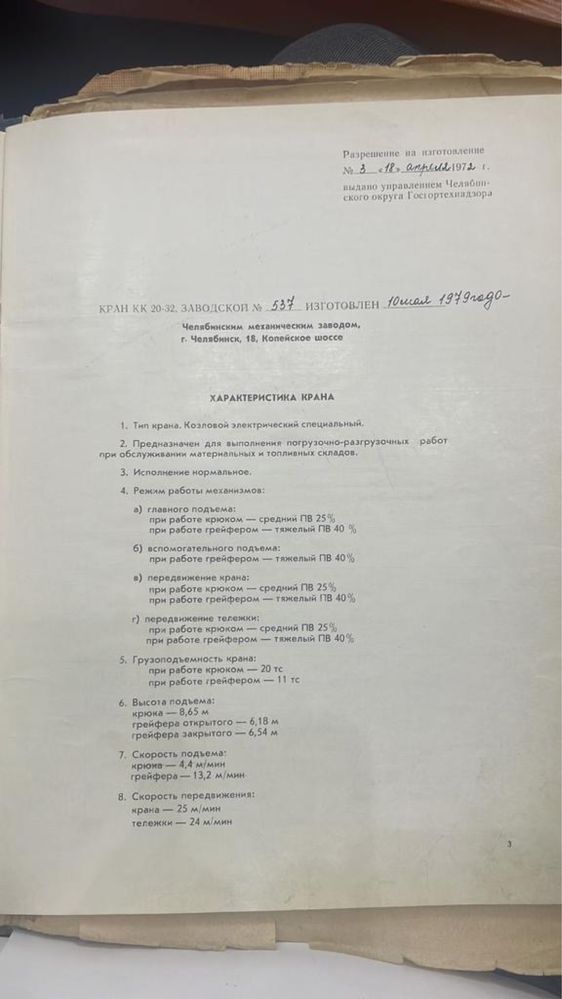 Разрешение на изготовление
№ 3 «18» апреля 1972 г.
выдано управлением Челябин-
ского округа Госгортехнадзора
КРАН КК 20-32, ЗАВОДСКОЙ № 537 ИЗГОТОВЛЕН 10 мая 1979 года
Челябинским механическим заводом,
г. Челябинск, 18, Копейское шоссе
ХАРАКТЕРИСТИКА КРАНА
1. Тип крана. Козловой электрический специальный.
2. Предназначен для выполнения погрузочно-разгрузочных работ
при обслуживании материальных и топливных складов.
3. Исполнение нормальное.
4. Режим работы механизмов:
а) главного подъема:
при работе крюком — средний ПВ 25%
при работе грейфером — тяжелый ПВ 40 %
б) вспомогательного подъема:
при работе грейфером — тяжелый ПВ 40%
в) передвижение крана:
при работе крюком — средний ПВ 25%
при работе грейфером — тяжелый ПВ 40%
г) передвижение тележки:
при работе крюком — средний ПВ 25%
при работе грейфером — тяжелый ПВ 40%
5. Грузоподъемность крана:
при работе крюком — 20 тс
при работе грейфером — 11 тс
6. Высота подъема:
крюка — 8,65 м
грейфера открытого — 6,18 м
грейфера закрытого — 6,54 м
7. Скорость подъема:
крюка — 4,4 м/мин
грейфера — 13,2 м/мин
8. Скорость передвижения:
крана — 25 м/мин
тележки — 24 м/мин
3